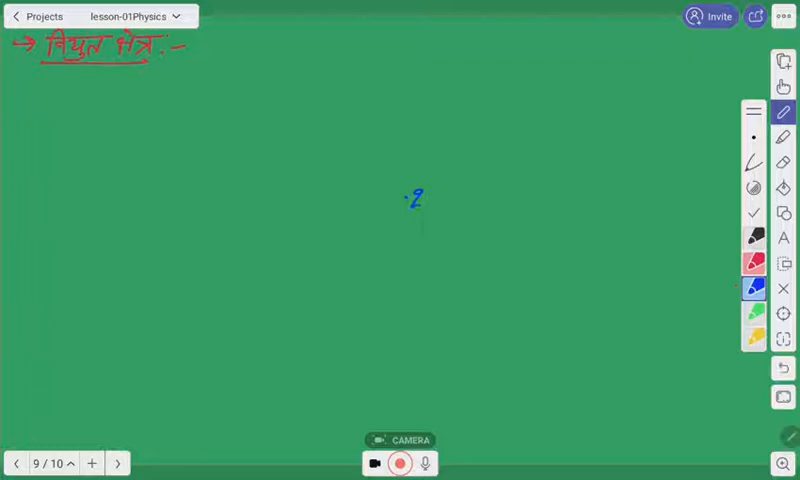 Projects lesson-01Physics Invite
→ विद्युत क्षेत्र :-
.q
CAMERA
9 / 10